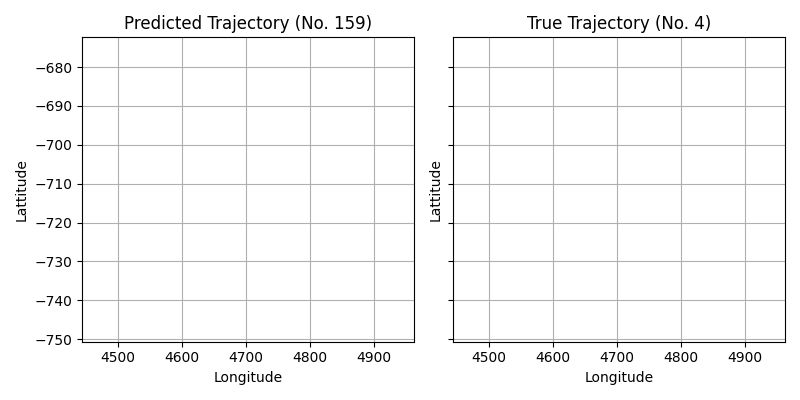 Predicted Trajectory (No. 159)
True Trajectory (No. 4)
−680
−690
−700
−710
−720
−730
−740
−750
Lattitude
Lattitude
4500 4600 4700 4800 4900
4500 4600 4700 4800 4900
Longitude
Longitude